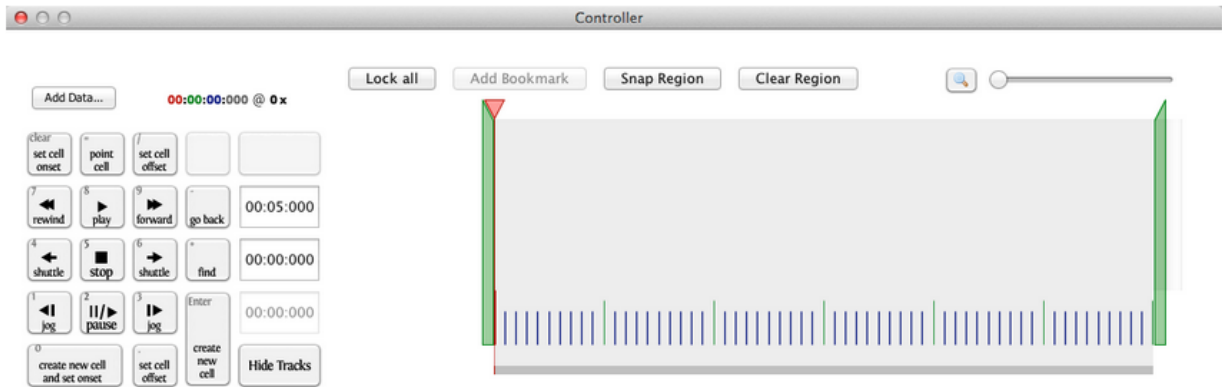 Controller
Lock all
Add Bookmark
Snap Region
Clear Region
Add Data...
00:00:00:000 @ 0 x
clear
set cell
onset
=
point
cell
/
set cell
offset
7
rewind
8
play
9
forward
-
go back
00:05:000
4
shuttle
5
stop
6
shuttle
+
find
00:00:000
1
jog
2
pause
3
jog
Enter
create
new
cell
00:00:000
0
create new cell
and set onset
.
set cell
offset
Hide Tracks